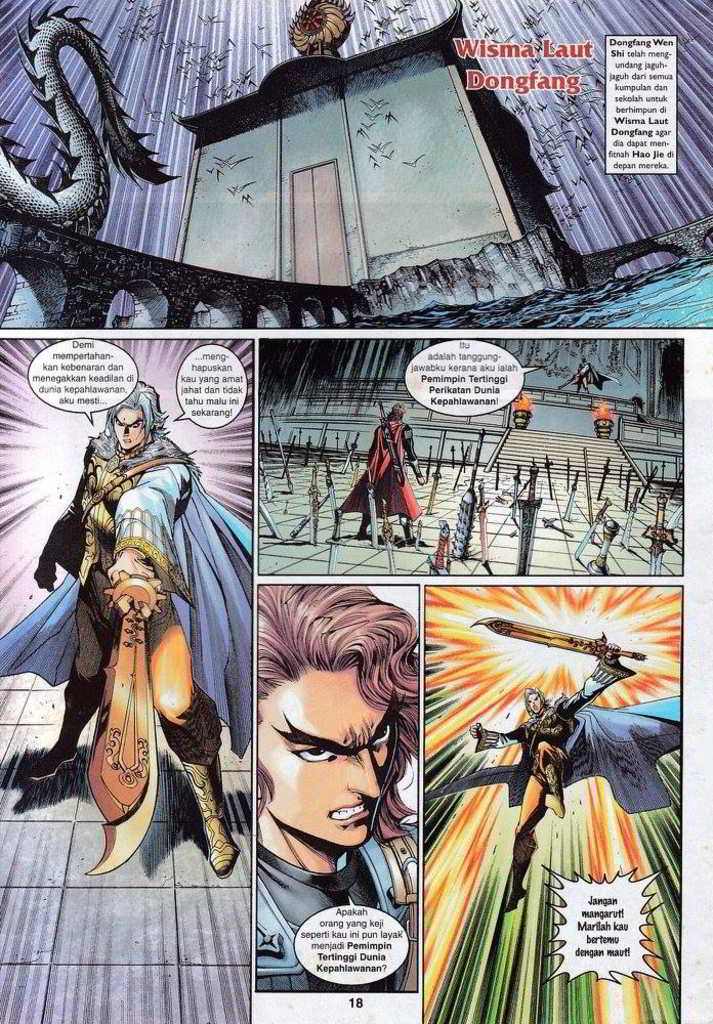 Wisma Laut
Dongfang
Dongfang Wen
Shi telah meng-
undang jaguh-
jaguh dari semua
kumpulan dan
sekolah untuk
berhimpun di
Wisma Laut
Dongfang agar
dia dapat mem-
fitnah Hao Jie di
depan mereka.
Demi
mempertahan-
kan kebenaran dan
menegakkan keadilan di
dunia kepahlawanan,
aku mesti...
...meng-
hapuskan
kau yang amat
jahat dan tidak
tahu malu ini
sekarang!
Itu
adalah tanggung-
jawabku kerana aku ialah
Pemimpin Tertinggi
Perikatan Dunia
Kepahlawanan!
Apakah
orang yang keji
seperti kau ini pun layak
menjadi Pemimpin
Tertinggi Dunia
Kepahlawanan?
Jangan
mangarut!
Marilah kau
bertemu
dengan maut!
18